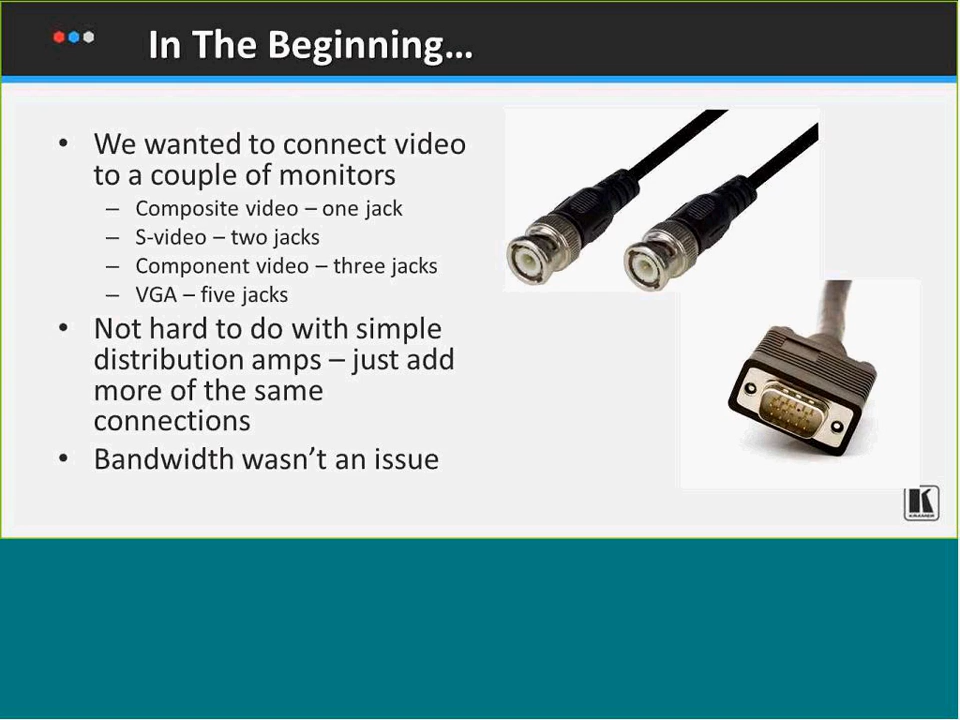 In The Beginning…
• We wanted to connect video
to a couple of monitors
– Composite video – one jack
– S-video – two jacks
– Component video – three jacks
– VGA – five jacks
• Not hard to do with simple
distribution amps – just add
more of the same
connections
• Bandwidth wasn’t an issue
K
KRAMER